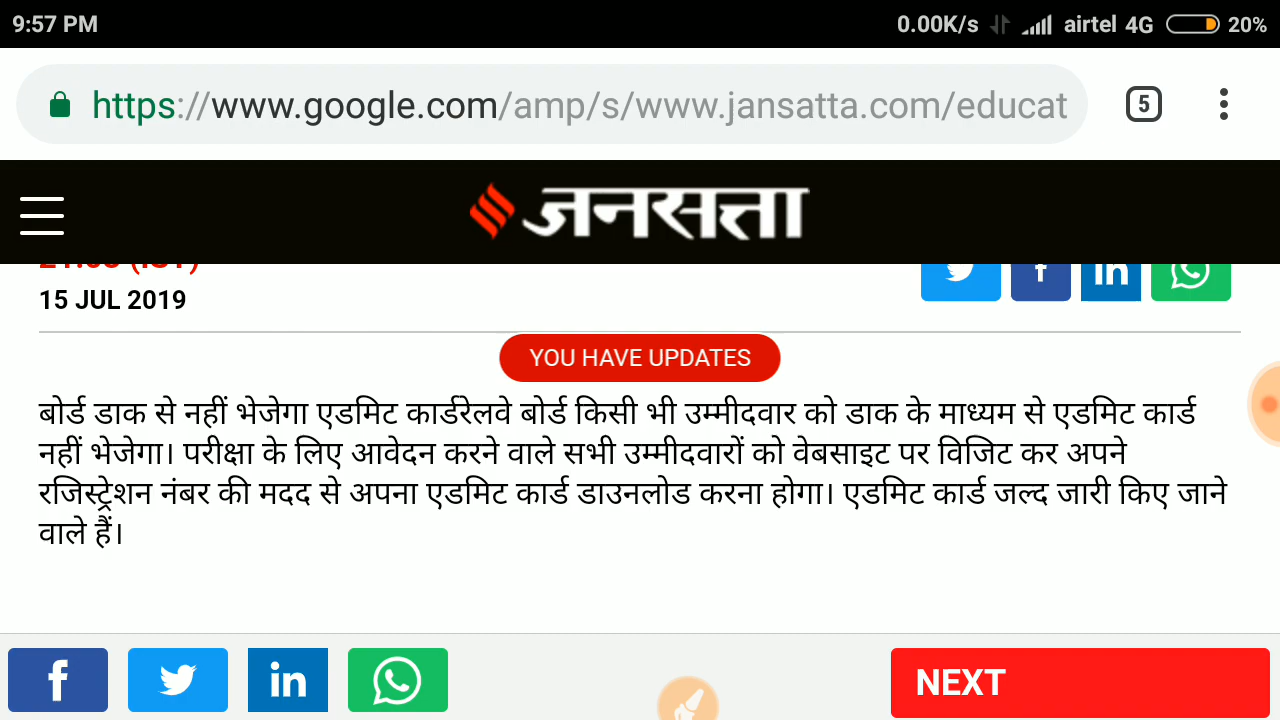 9:57 PM 0.00K/s airtel 4G 20%
https://www.google.com/amp/s/www.jansatta.com/educat 5
जनसत्ता
15 JUL 2019
YOU HAVE UPDATES
बोर्ड डाक से नहीं भेजेगा एडमिट कार्डरेलवे बोर्ड किसी भी उम्मीदवार को डाक के माध्यम से एडमिट कार्ड
नहीं भेजेगा। परीक्षा के लिए आवेदन करने वाले सभी उम्मीदवारों को वेबसाइट पर विजिट कर अपने
रजिस्ट्रेशन नंबर की मदद से अपना एडमिट कार्ड डाउनलोड करना होगा। एडमिट कार्ड जल्द जारी किए जाने
वाले हैं।
NEXT